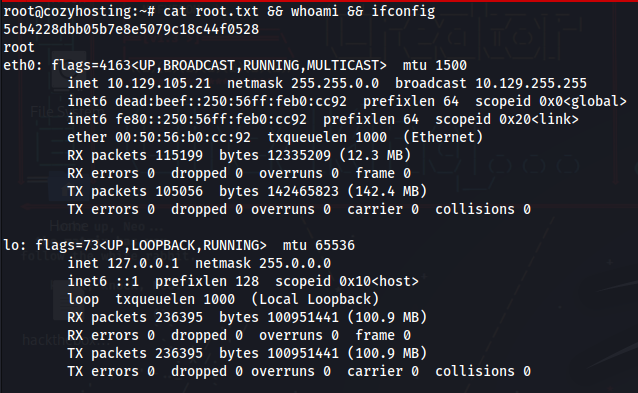 root@cozyhosting:~# cat root.txt && whoami && ifconfig
5cb4228dbb05b7e8e5079c18c44f0528
root
eth0: flags=4163<UP,BROADCAST,RUNNING,MULTICAST>  mtu 1500
        inet 10.129.105.21  netmask 255.255.0.0  broadcast 10.129.255.255
        inet6 dead:beef::250:56ff:feb0:cc92  prefixlen 64  scopeid 0x0<global>
        inet6 fe80::250:56ff:feb0:cc92  prefixlen 64  scopeid 0x20<link>
        ether 00:50:56:b0:cc:92  txqueuelen 1000  (Ethernet)
        RX packets 115199  bytes 12335209 (12.3 MB)
        RX errors 0  dropped 0  overruns 0  frame 0
        TX packets 105056  bytes 142465823 (142.4 MB)
        TX errors 0  dropped 0 overruns 0  carrier 0  collisions 0

lo: flags=73<UP,LOOPBACK,RUNNING>  mtu 65536
        inet 127.0.0.1  netmask 255.0.0.0
        inet6 ::1  prefixlen 128  scopeid 0x10<host>
        loop  txqueuelen 1000  (Local Loopback)
        RX packets 236395  bytes 100951441 (100.9 MB)
        RX errors 0  dropped 0  overruns 0  frame 0
        TX packets 236395  bytes 100951441 (100.9 MB)
        TX errors 0  dropped 0 overruns 0  carrier 0  collisions 0